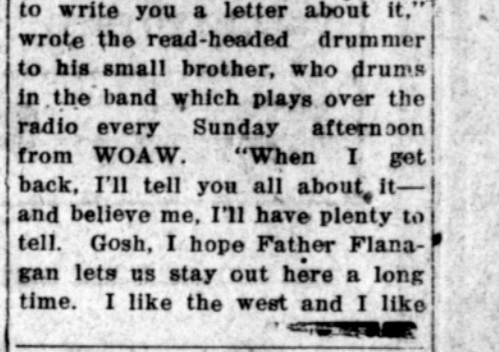 to write you a letter about it,"
wrote the read-headed drummer
to his small brother, who drums
in the band which plays over the
radio every Sunday afternoon
from WOAW. "When I get
back, I'll tell you all about it—
and believe me, I'll have plenty to
tell. Gosh, I hope Father Flana-
gan lets us stay out here a long
time. I like the west and I like